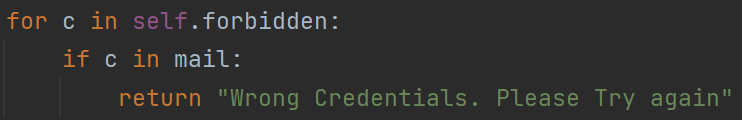 for c in self.forbidden:
    if c in mail:
        return "Wrong Credentials. Please Try again"